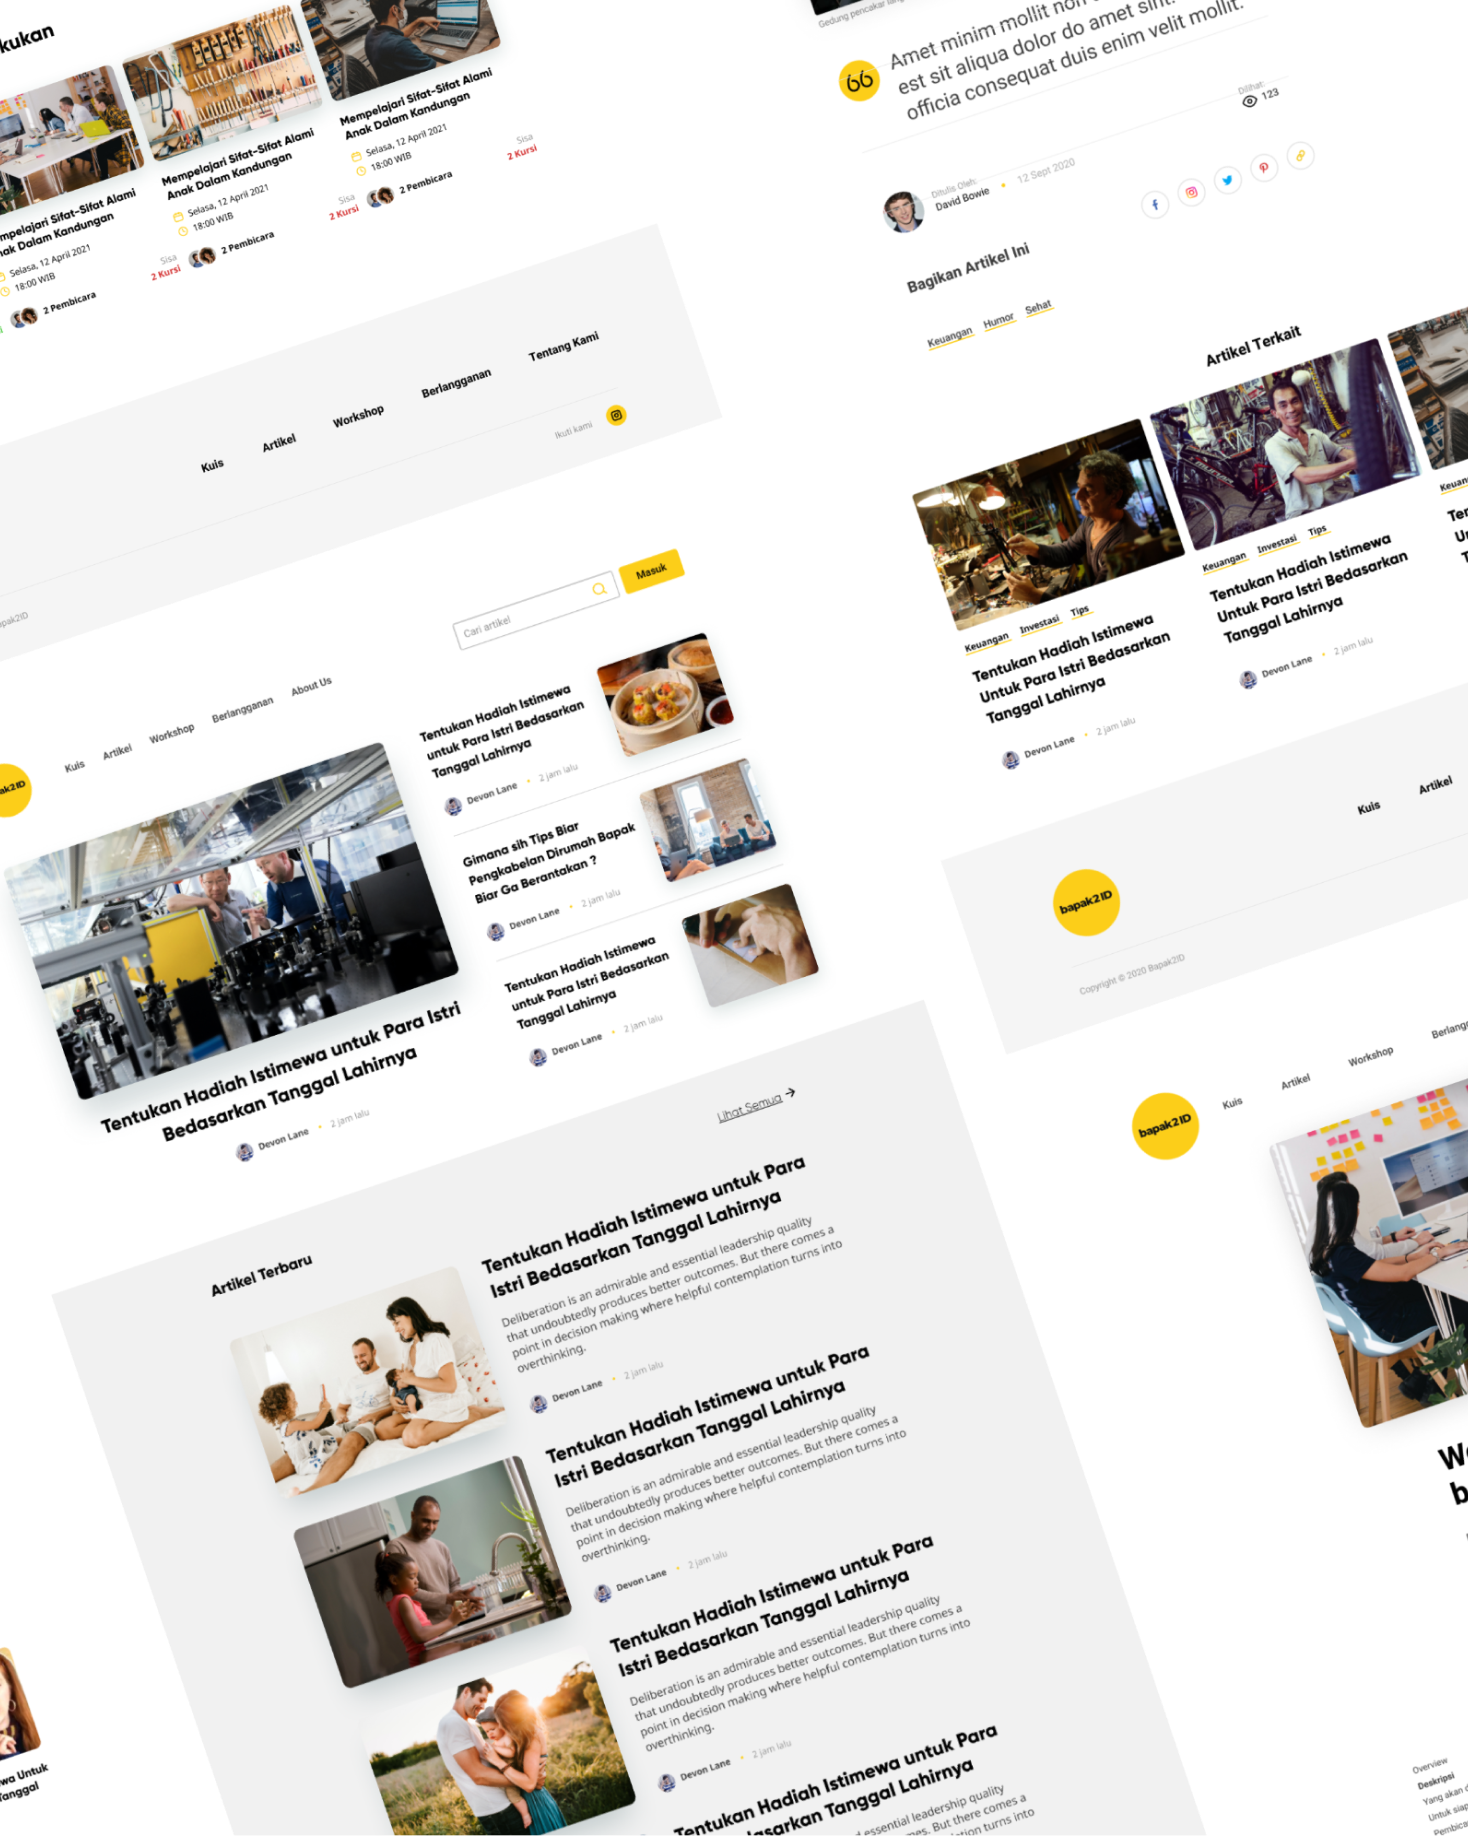 kukan
Mempelajari Sifat-Sifat Alami
Anak Dalam Kandungan
Selasa, 12 April 2021
18:00 WIB
Sisa
2 Kursi
2 Pembicara
Mempelajari Sifat-Sifat Alami
Anak Dalam Kandungan
Selasa, 12 April 2021
18:00 WIB
Sisa
2 Kursi
2 Pembicara
mpelajari Sifat-Sifat Alami
nak Dalam Kandungan
Selasa, 12 April 2021
18:00 WIB
Sisa
2 Kursi
2 Pembicara
Kuis
Artikel
Workshop
Berlangganan
Tentang Kami
Ikuti kami
apak2ID
Cari artikel
Masuk
ak2ID
Kuis
Artikel
Workshop
Berlangganan
About Us
Tentukan Hadiah Istimewa untuk Para Istri
Bedasarkan Tanggal Lahirnya
Devon Lane
2 jam lalu
Tentukan Hadiah Istimewa
untuk Para Istri Bedasarkan
Tanggal Lahirnya
Devon Lane
2 jam lalu
Gimana sih Tips Biar
Pengkabelan Dirumah Bapak
Biar Ga Berantakan ?
Devon Lane
2 jam lalu
Tentukan Hadiah Istimewa
untuk Para Istri Bedasarkan
Tanggal Lahirnya
Devon Lane
2 jam lalu
Artikel Terbaru
Lihat Semua
Tentukan Hadiah Istimewa untuk Para
Istri Bedasarkan Tanggal Lahirnya
Deliberation is an admirable and essential leadership quality
that undoubtedly produces better outcomes. But there comes a
point in decision making where helpful contemplation turns into
overthinking.
Devon Lane
2 jam lalu
Tentukan Hadiah Istimewa untuk Para
Istri Bedasarkan Tanggal Lahirnya
Deliberation is an admirable and essential leadership quality
that undoubtedly produces better outcomes. But there comes a
point in decision making where helpful contemplation turns into
overthinking.
Devon Lane
2 jam lalu
Tentukan Hadiah Istimewa untuk Para
Istri Bedasarkan Tanggal Lahirnya
Deliberation is an admirable and essential leadership quality
that undoubtedly produces better outcomes. But there comes a
point in decision making where helpful contemplation turns into
overthinking.
Devon Lane
2 jam lalu
Tentukan Hadiah Istimewa untuk Para
dasarkan Tanggal Lahirnya
essential leadership quality
But there comes a
turns into
wa Untuk
Tanggal
Gedung pencakar
Amet minim mollit non
est sit aliqua dolor do amet sint.
officia consequat duis enim velit mollit.
Dilihat:
123
Ditulis Oleh:
David Bowie
12 Sept 2020
Bagikan Artikel Ini
Keuangan
Humor
Sehat
Artikel Terkait
Keuangan
Investasi
Tips
Tentukan Hadiah Istimewa
Untuk Para Istri Bedasarkan
Tanggal Lahirnya
Devon Lane
2 jam lalu
Keuangan
Investasi
Tips
Tentukan Hadiah Istimewa
Untuk Para Istri Bedasarkan
Tanggal Lahirnya
Devon Lane
2 jam lalu
Keuan
Ter
bapak2ID
Kuis
Artikel
Copyright © 2020 Bapak2ID
bapak2ID
Kuis
Artikel
Workshop
Berlangg
Overview
Deskripsi
Yang akan
Untuk siap
Pembica